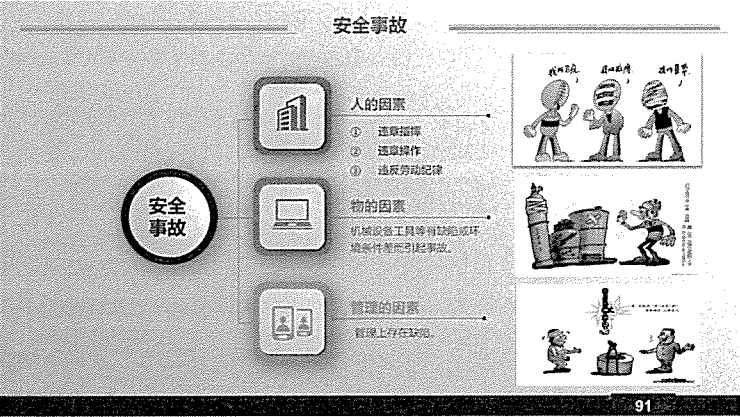 安全事故
安全
事故
人的因素
① 违章指挥
② 违章操作
③ 违反劳动纪律
物的因素
机械设备工具等有缺陷或环
境条件差而引起事故。
管理的因素
管理上存在缺陷。
91